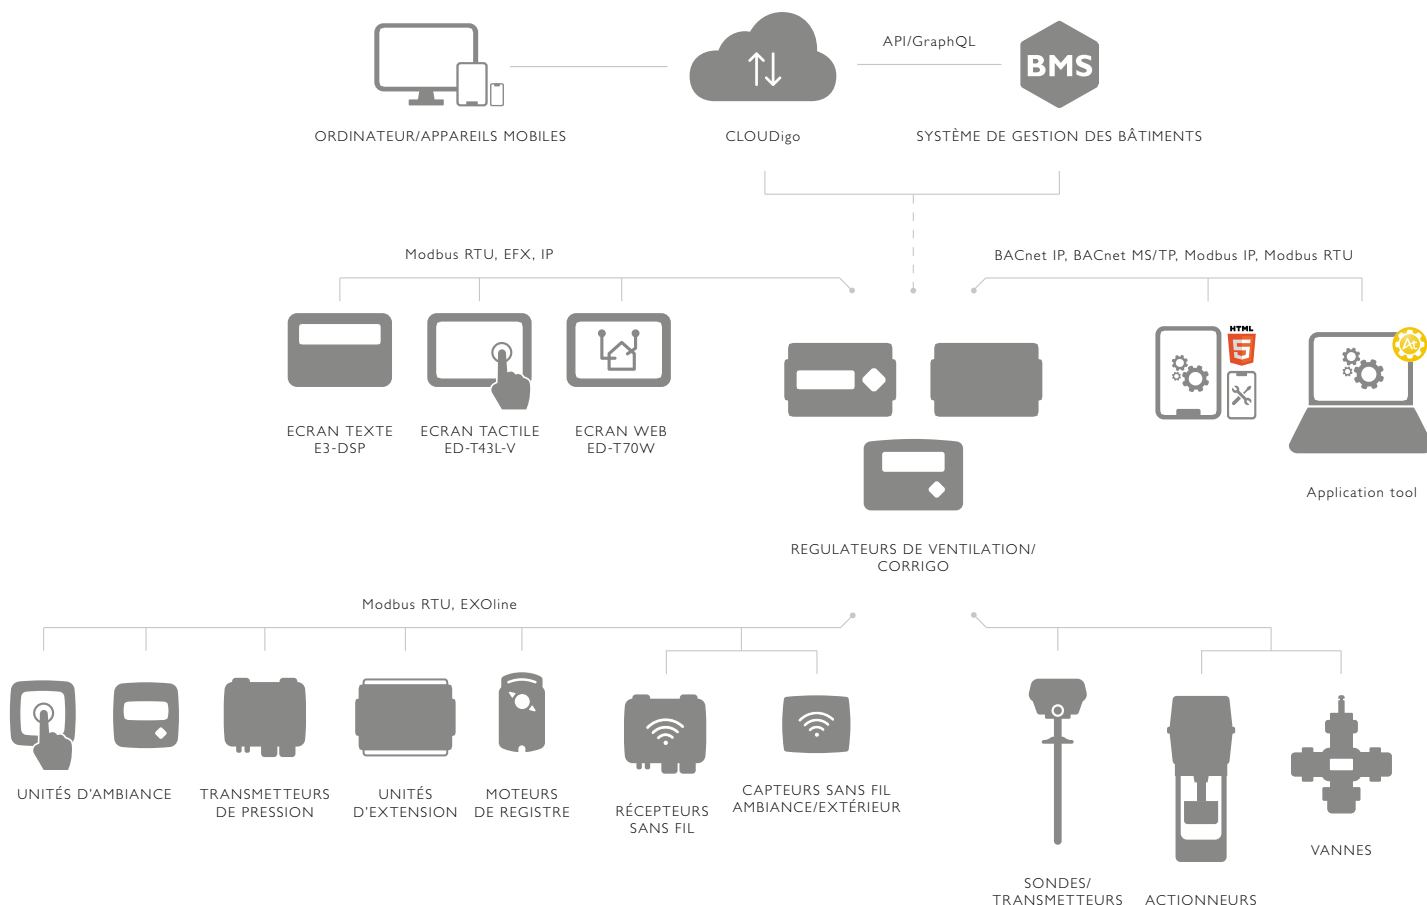 API/GraphQL
BMS
ORDINATEUR/APPAREILS MOBILES
CLOUDigo
SYSTÈME DE GESTION DES BÂTIMENTS
Modbus RTU, EFX, IP
BACnet IP, BACnet MS/TP, Modbus IP, Modbus RTU
HTML
5
At
ECRAN TEXTE
E3-DSP
ECRAN TACTILE
ED-T43L-V
ECRAN WEB
ED-T70W
Application tool
REGULATEURS DE VENTILATION/
CORRIGO
Modbus RTU, EXOline
UNITÉS D'AMBIANCE
TRANSMETTEURS
DE PRESSION
UNITÉS
D'EXTENSION
MOTEURS
DE REGISTRE
RÉCEPTEURS
SANS FIL
CAPTEURS SANS FIL
AMBIANCE/EXTÉRIEUR
SONDES/
TRANSMETTEURS
ACTIONNEURS
VANNES